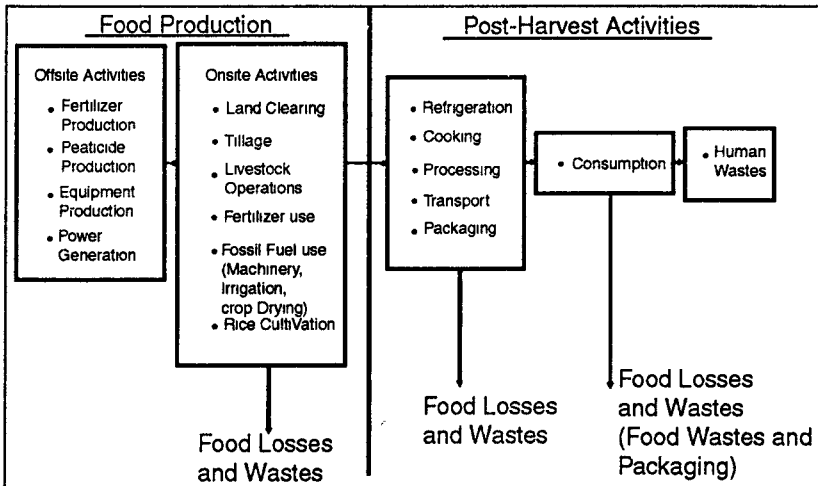 Food Production
Offsite Activities
• Fertilizer
Production
• Peaticide
Production
• Equipment
Production
• Power
Generation
Onsite Activities
• Land Clearing
• Tillage
• Livestock
Operations
• Fertilizer use
• Fossil Fuel use
(Machinery,
Irrigation,
crop Drying)
• Rice CultiVation
Food Losses
and Wastes
Post-Harvest Activities
• Refrigeration
• Cooking
• Processing
• Transport
• Packaging
Food Losses
and Wastes
• Consumption
Food Losses
and Wastes
(Food Wastes and
Packaging)
• Human
Wastes